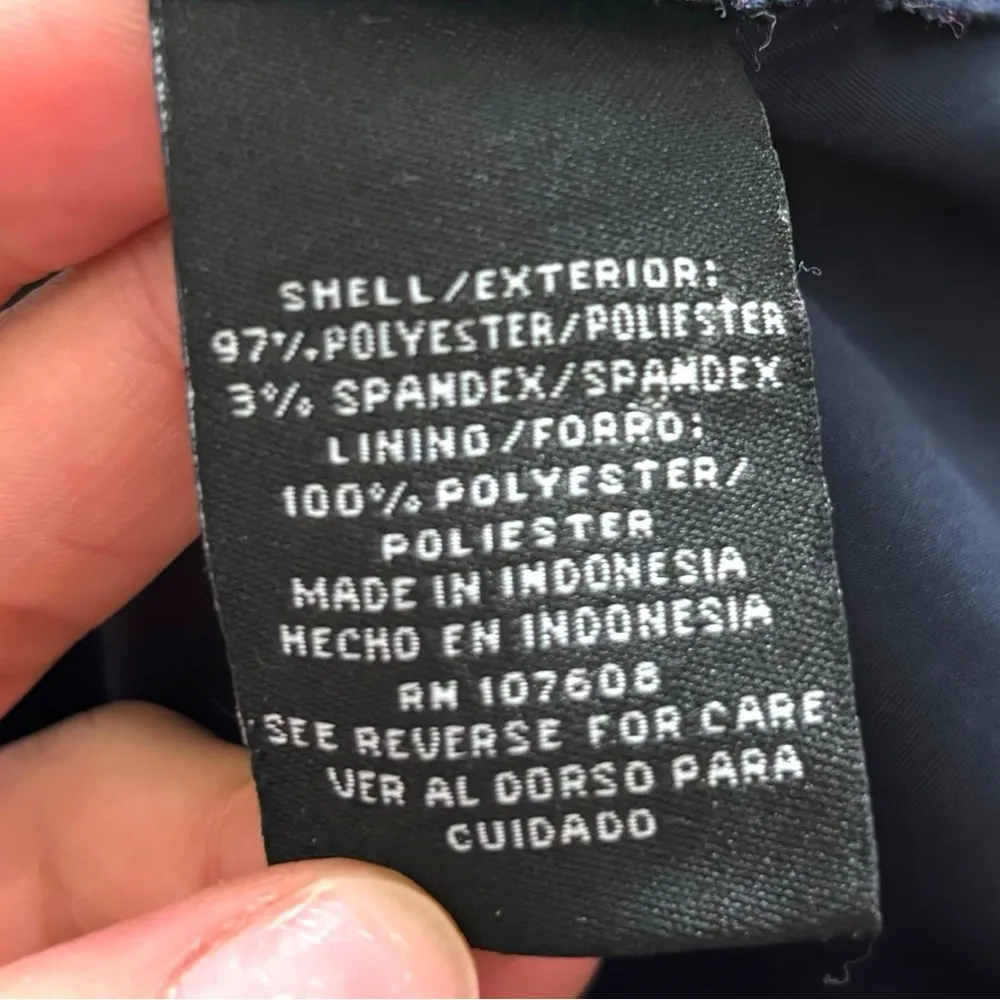 SHELL/EXTERIOR:
97%POLYESTER/POLIESTER
3% SPANDEX/SPANDEX
LINING/FORRO:
100% POLYESTER/
POLIESTER
MADE IN INDONESIA
HECHO EN INDONESIA
RN 107608
SEE REVERSE FOR CARE
VER AL DORSO PARA
CUIDADO